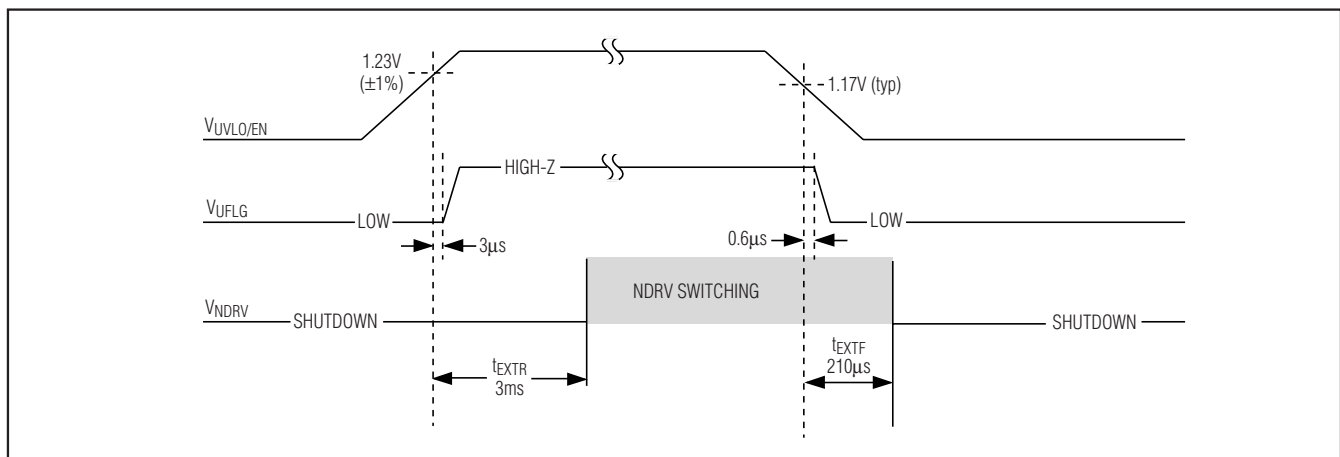 1.23V
(±1%)
1.17V (typ)
VUVLO/EN
HIGH-Z
VUFLG
LOW
LOW
3µs
0.6µs
NDRV SWITCHING
VNDRV
SHUTDOWN
SHUTDOWN
tEXTR
3ms
tEXTF
210µs